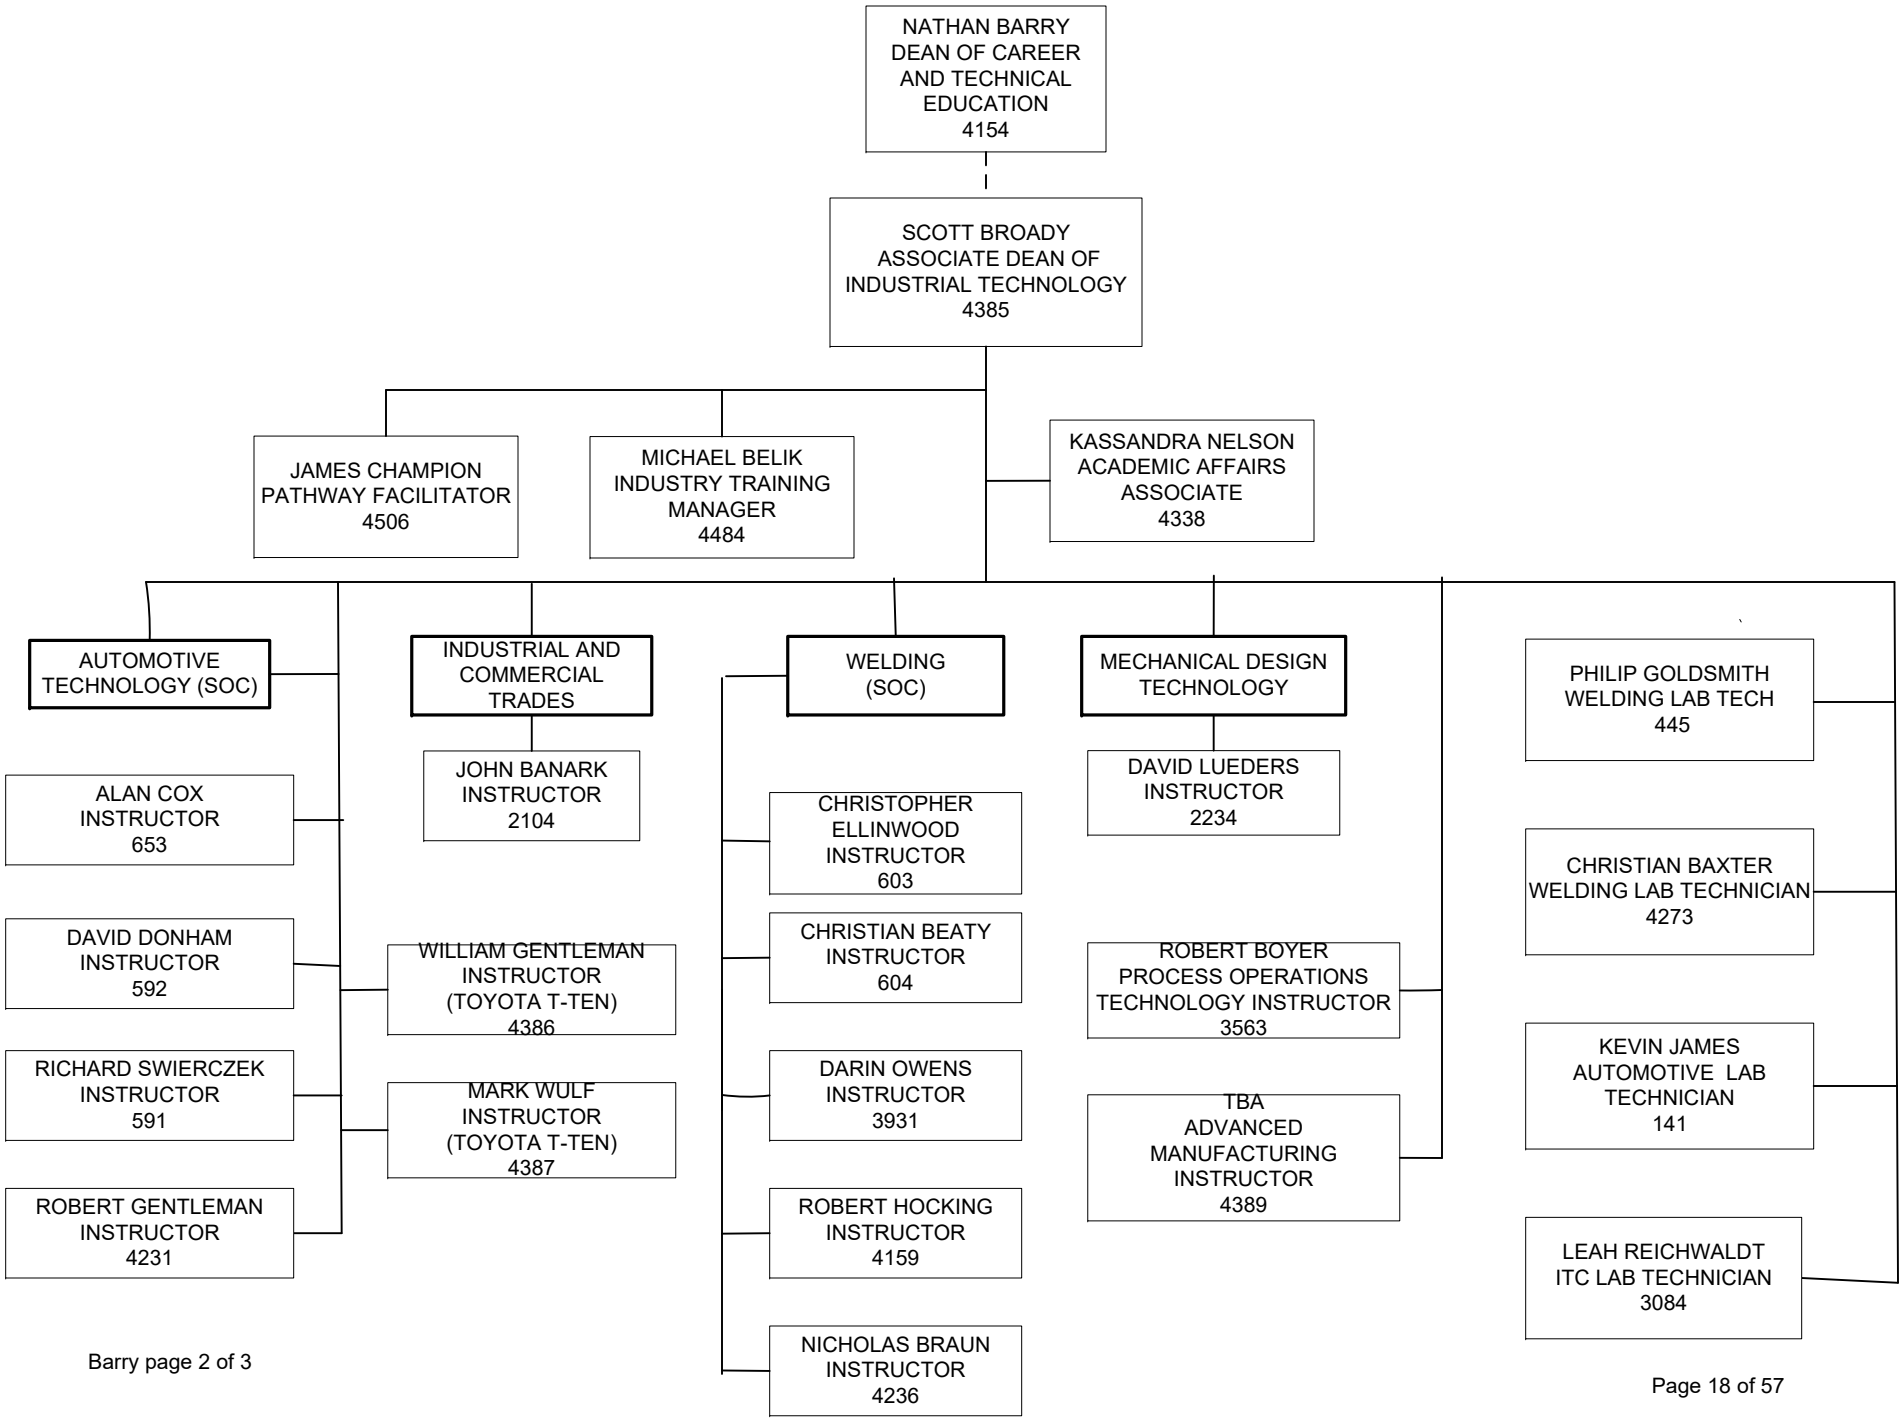 NATHAN BARRY
DEAN OF CAREER
AND TECHNICAL
EDUCATION
4154
SCOTT BROADY
ASSOCIATE DEAN OF
INDUSTRIAL TECHNOLOGY
4385
JAMES CHAMPION
PATHWAY FACILITATOR
4506
MICHAEL BELIK
INDUSTRY TRAINING
MANAGER
4484
KASSANDRA NELSON
ACADEMIC AFFAIRS
ASSOCIATE
4338
AUTOMOTIVE
TECHNOLOGY (SOC)
ALAN COX
INSTRUCTOR
653
DAVID DONHAM
INSTRUCTOR
592
RICHARD SWIERCZEK
INSTRUCTOR
591
ROBERT GENTLEMAN
INSTRUCTOR
4231
WILLIAM GENTLEMAN
INSTRUCTOR
(TOYOTA T-TEN)
4386
MARK WULF
INSTRUCTOR
(TOYOTA T-TEN)
4387
INDUSTRIAL AND
COMMERCIAL
TRADES
JOHN BANARK
INSTRUCTOR
2104
WELDING
(SOC)
CHRISTOPHER
ELLINWOOD
INSTRUCTOR
603
CHRISTIAN BEATY
INSTRUCTOR
604
DARIN OWENS
INSTRUCTOR
3931
ROBERT HOCKING
INSTRUCTOR
4159
NICHOLAS BRAUN
INSTRUCTOR
4236
MECHANICAL DESIGN
TECHNOLOGY
DAVID LUEDERS
INSTRUCTOR
2234
ROBERT BOYER
PROCESS OPERATIONS
TECHNOLOGY INSTRUCTOR
3563
TBA
ADVANCED
MANUFACTURING
INSTRUCTOR
4389
`
PHILIP GOLDSMITH
WELDING LAB TECH
445
CHRISTIAN BAXTER
WELDING LAB TECHNICIAN
4273
KEVIN JAMES
AUTOMOTIVE  LAB
TECHNICIAN
141
LEAH REICHWALDT
ITC LAB TECHNICIAN
3084
Barry page 2 of 3
Page 18 of 57